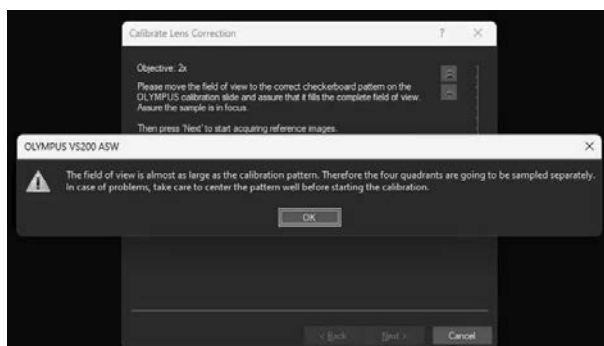 Calibrate Lens Correction
Objective: 2x
Please move the field of view to the correct checkerboard pattern on the
OLYMPUS calibration slide and assure that it fills the complete field of view.
Assure the sample is in focus.
Then press 'Next' to start acquiring reference images.
OLYMPUS VS200 ASW
The field of view is almost as large as the calibration pattern. Therefore the four quadrants are going to be sampled separately.
In case of problems, take care to center the pattern well before starting the calibration.
OK
< Back Next > Cancel